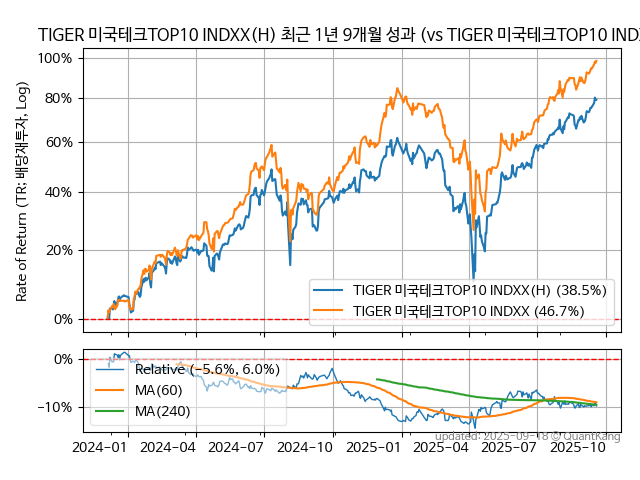 TIGER 미국테크TOP10 INDXX(H) 최근 1년 9개월 성과 (vs TIGER 미국테크TOP10 IND
Rate of Return (TR: 배당재투자, Log)
100%
80%
60%
40%
20%
0%
TIGER 미국테크TOP10 INDXX(H) (38.5%)
TIGER 미국테크TOP10 INDXX (46.7%)
0%
−10%
Relative (−5.6%, 6.0%)
MA(60)
MA(240)
updated: 2025-09-18 © QuantKang
2024-01 2024-04 2024-07 2024-10 2025-01 2025-04 2025-07 2025-10